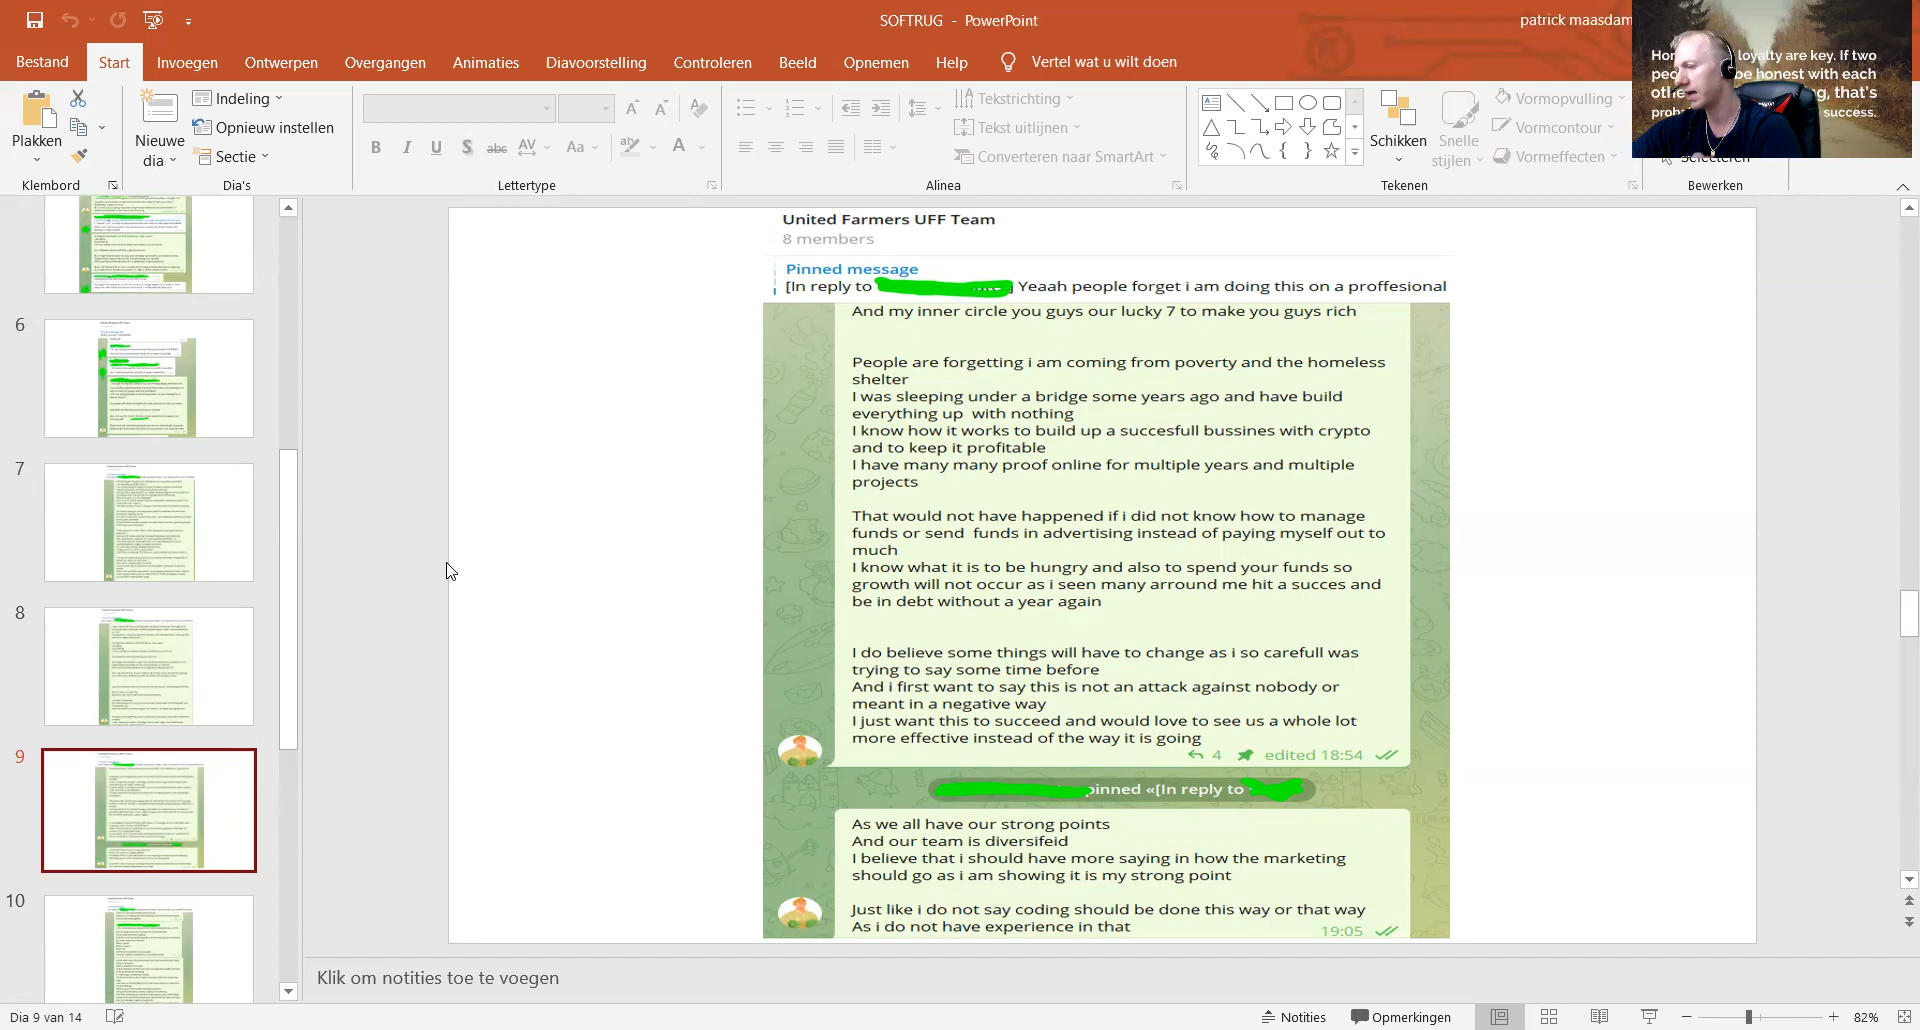 SOFTRUG - PowerPoint
patrick maasdam
Bestand
Start
Invoegen
Ontwerpen
Overgangen
Animaties
Diavoorstelling
Controleren
Beeld
Opnemen
Help
Vertel wat u wilt doen
loyalty are key. If two
be honest with each
that's
success.
Plakken
Nieuwe
dia
Indeling
Opnieuw instellen
Sectie
Tekstrichting
Tekst uitlijnen
Converteren naar SmartArt
Schikken
Snelle
stijlen
Vormopvulling
Vormcontour
Vormeffecten
Selecteren
Klembord
Dia's
Lettertype
Alinea
Tekenen
Bewerken
6
7
8
9
10
United Farmers UFF Team
8 members
Pinned message
[In reply to ] Yeaah people forget i am doing this on a proffesional
And my inner circle you guys our lucky 7 to make you guys rich
People are forgetting i am coming from poverty and the homeless
shelter
I was sleeping under a bridge some years ago and have build
everything up with nothing
I know how it works to build up a succesfull bussines with crypto
and to keep it profitable
I have many many proof online for multiple years and multiple
projects
That would not have happened if i did not know how to manage
funds or send funds in advertising instead of paying myself out to
much
I know what it is to be hungry and also to spend your funds so
growth will not occur as i seen many arround me hit a succes and
be in debt without a year again
I do believe some things will have to change as i so carefull was
trying to say some time before
And i first want to say this is not an attack against nobody or
meant in a negative way
I just want this to succeed and would love to see us a whole lot
more effective instead of the way it is going
4 edited 18:54
pinned «[In reply to
As we all have our strong points
And our team is diversifeid
I believe that i should have more saying in how the marketing
should go as i am showing it is my strong point
Just like i do not say coding should be done this way or that way
As i do not have experience in that
19:05
Klik om notities toe te voegen
Dia 9 van 14
Notities
Opmerkingen
82%